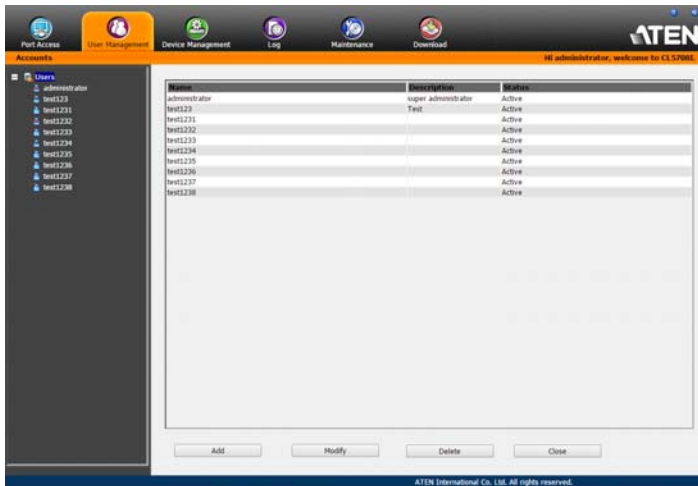 Port Access User Management Device Management Log Maintenance Download ATEN
Accounts Hi administrator, welcome to CL5708I.
Users
administrator
test123
test1231
test1232
test1233
test1234
test1235
test1236
test1237
test1238
Name Description Status
administrator super administrator Active
test123 Test Active
test1231 Active
test1232 Active
test1233 Active
test1234 Active
test1235 Active
test1236 Active
test1237 Active
test1238 Active
Add Modify Delete Close
ATEN International Co. Ltd. All rights reserved.